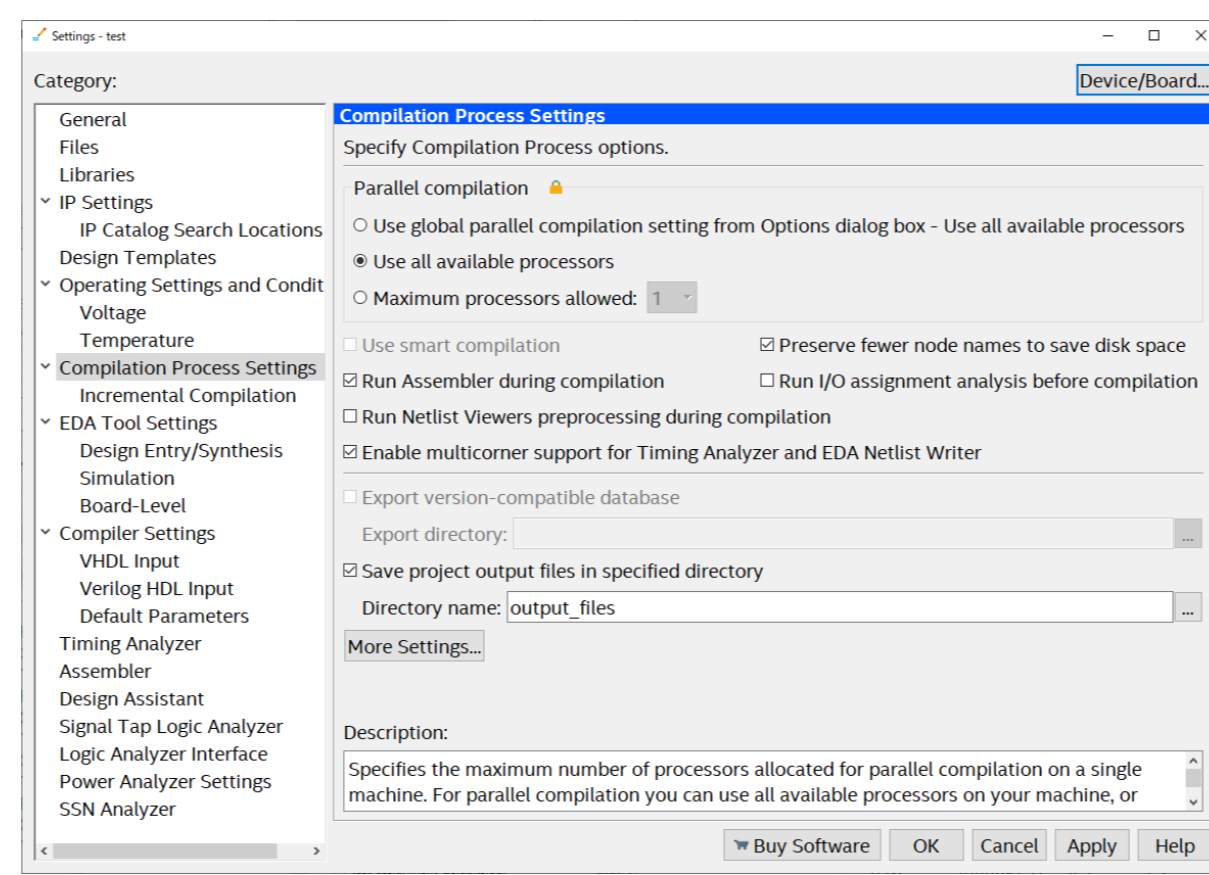 Settings - test
Category:
Device/Board...
General
Files
Libraries
IP Settings
IP Catalog Search Locations
Design Templates
Operating Settings and Condit
Voltage
Temperature
Compilation Process Settings
Incremental Compilation
EDA Tool Settings
Design Entry/Synthesis
Simulation
Board-Level
Compiler Settings
VHDL Input
Verilog HDL Input
Default Parameters
Timing Analyzer
Assembler
Design Assistant
Signal Tap Logic Analyzer
Logic Analyzer Interface
Power Analyzer Settings
SSN Analyzer
Compilation Process Settings
Specify Compilation Process options.
Parallel compilation
Use global parallel compilation setting from Options dialog box - Use all available processors
Use all available processors
Maximum processors allowed: 1
Use smart compilation
Preserve fewer node names to save disk space
Run Assembler during compilation
Run I/O assignment analysis before compilation
Run Netlist Viewers preprocessing during compilation
Enable multicorner support for Timing Analyzer and EDA Netlist Writer
Export version-compatible database
Export directory:
...
Save project output files in specified directory
Directory name: output_files
...
More Settings...
Description:
Specifies the maximum number of processors allocated for parallel compilation on a single
machine. For parallel compilation you can use all available processors on your machine, or
Buy Software
OK
Cancel
Apply
Help